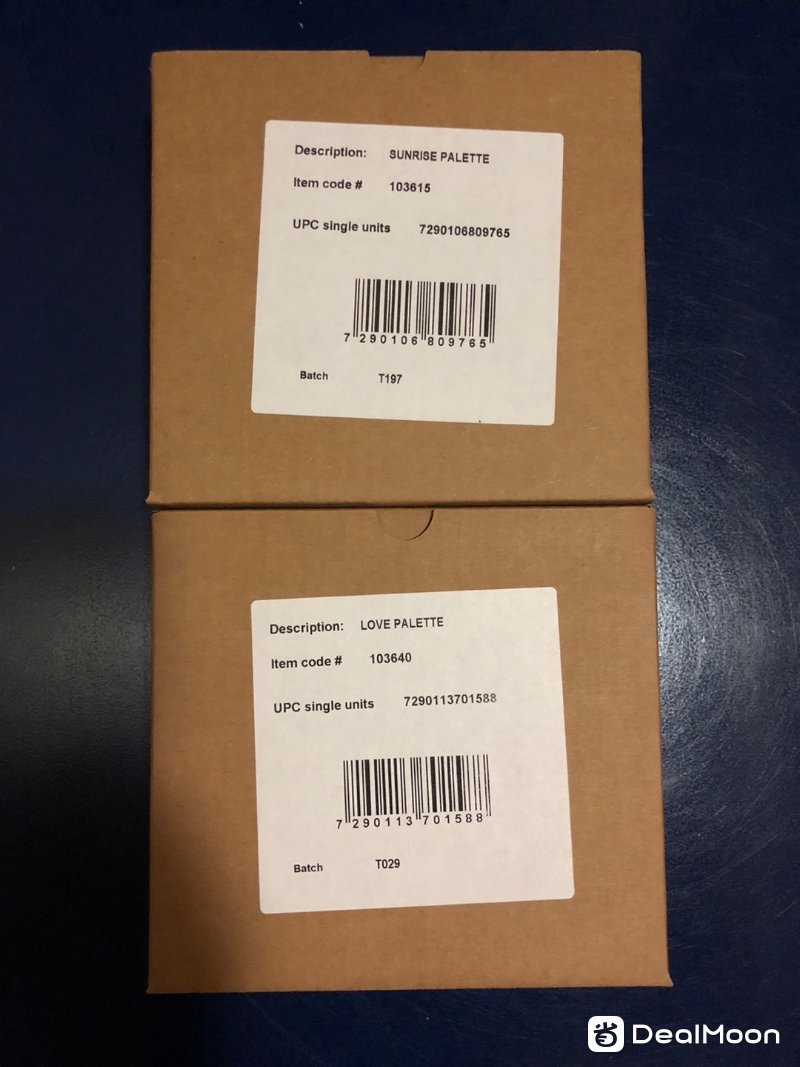 Description: SUNRISE PALETTE
Item code # 103615
UPC single units 7290106809765
7 290106 809765
Batch T197
Description: LOVE PALETTE
Item code # 103640
UPC single units 7290113701588
7 290113 701588
Batch T029
省 DealMoon